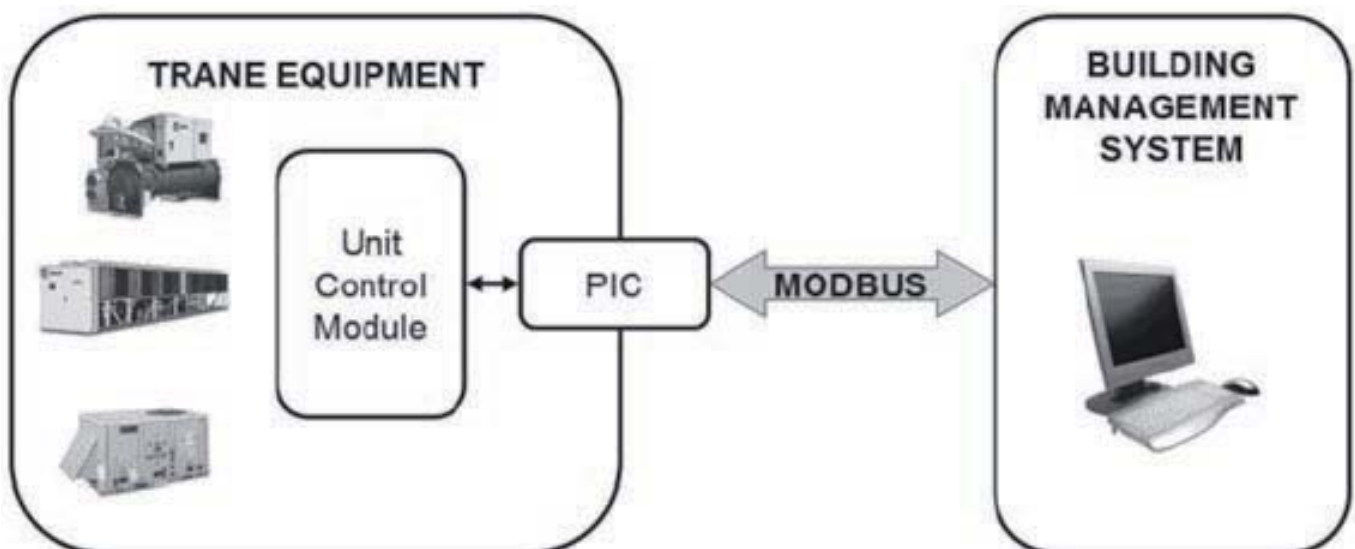 TRANE EQUIPMENT
Unit
Control
Module
PIC
MODBUS
BUILDING
MANAGEMENT
SYSTEM